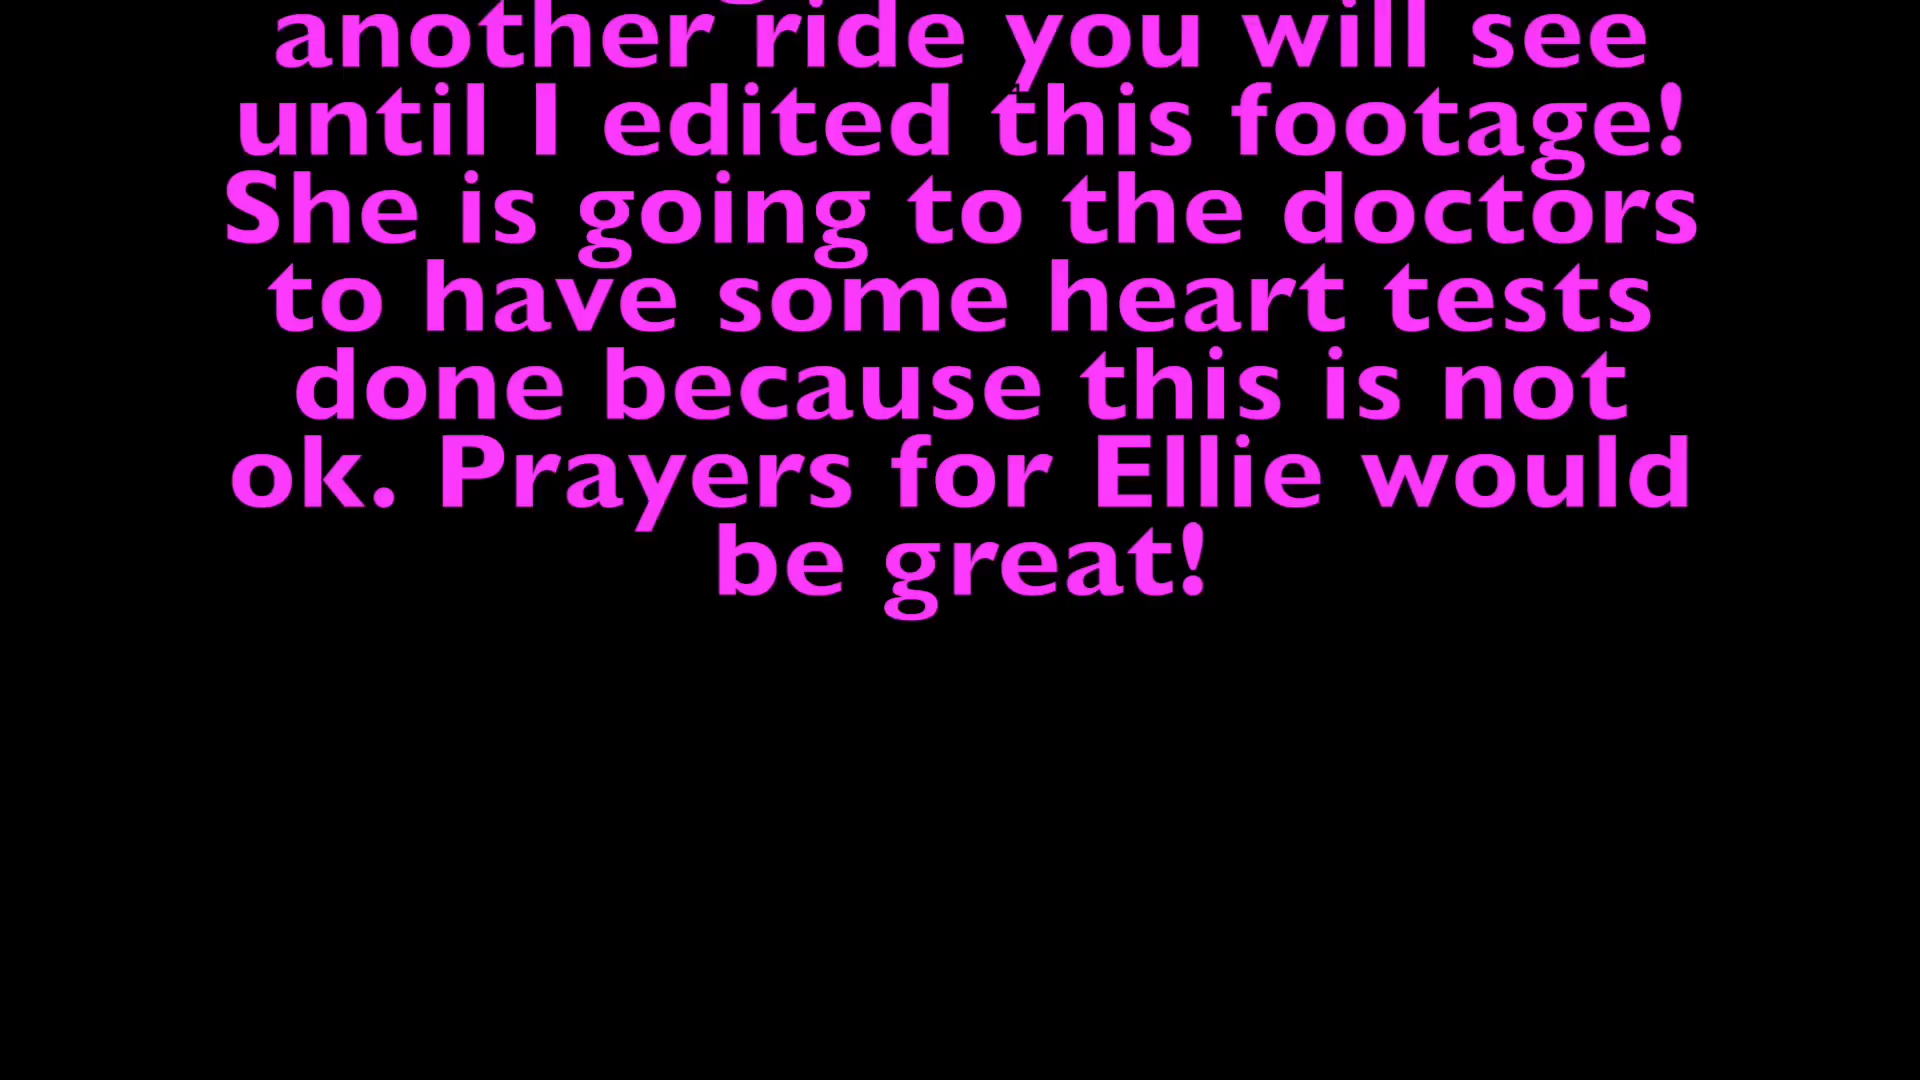 another ride you will see
until I edited this footage!
She is going to the doctors
to have some heart tests
done because this is not
ok. Prayers for Ellie would
be great!